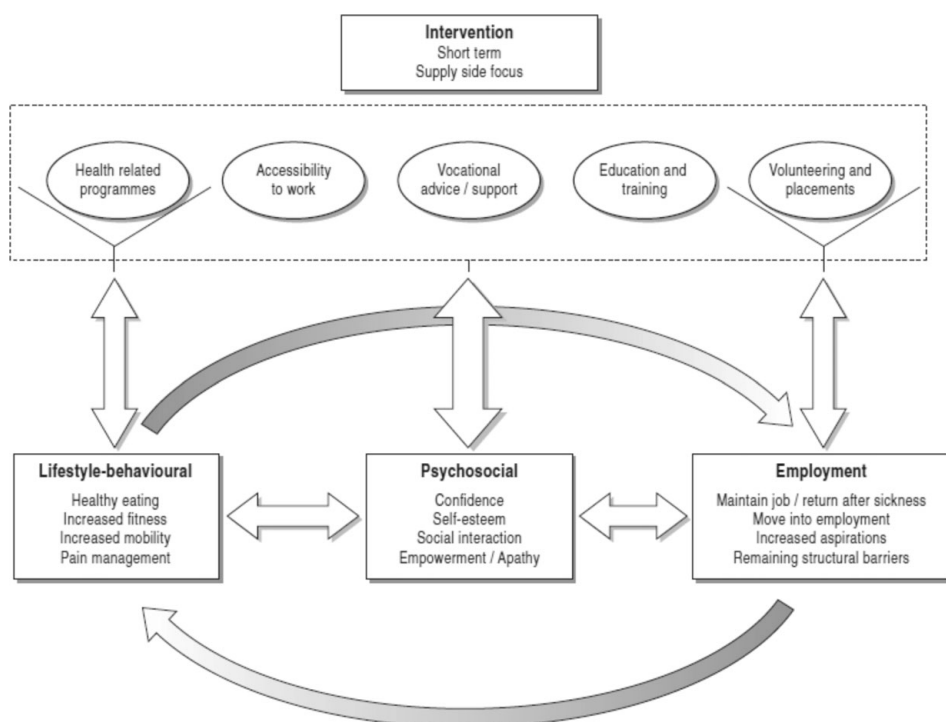 Intervention
Short term
Supply side focus
Health related
programmes
Accessibility
to work
Vocational
advice / support
Education and
training
Volunteering and
placements
Lifestyle-behavioural
Healthy eating
Increased fitness
Increased mobility
Pain management
Psychosocial
Confidence
Self-esteem
Social interaction
Empowerment / Apathy
Employment
Maintain job / return after sickness
Move into employment
Increased aspirations
Remaining structural barriers